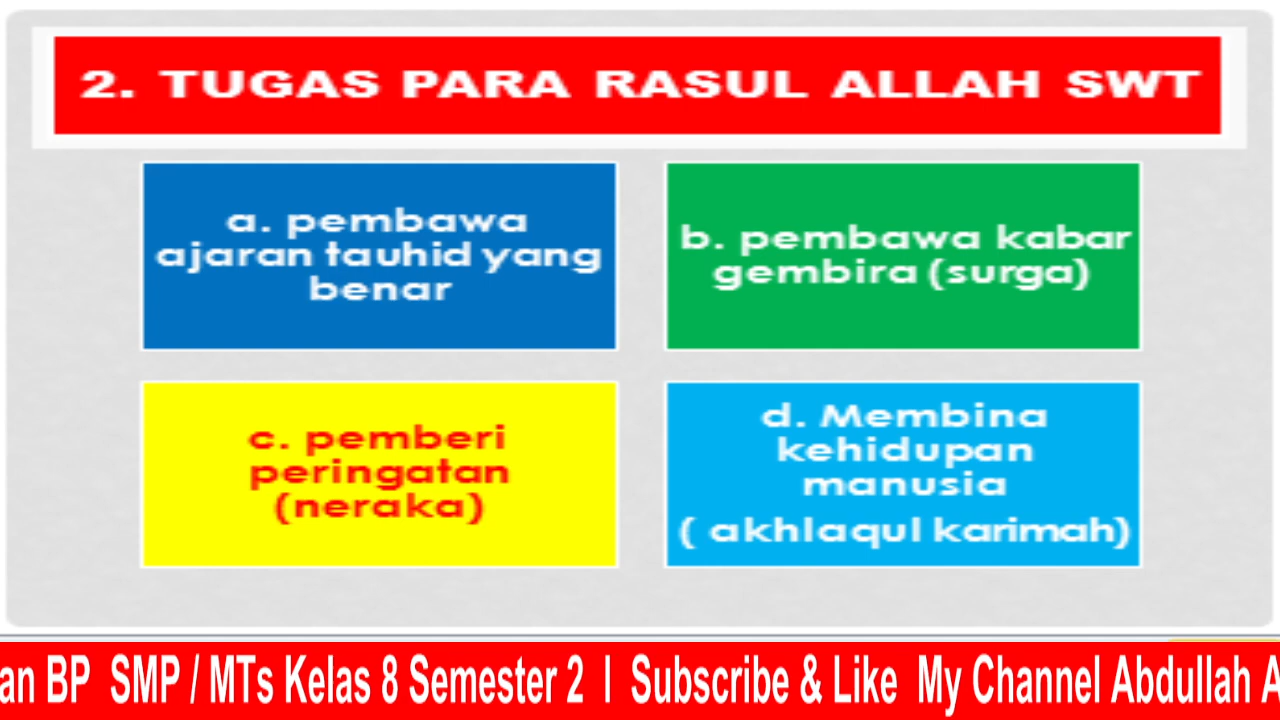 2. TUGAS PARA RASUL ALLAH SWT
a. pembawa
ajaran tauhid yang
benar
b. pembawa kabar
gembira (surga)
c. pemberi
peringatan
(neraka)
d. Membina
kehidupan
manusia
( akhlaqul karimah)
an BP SMP / MTs Kelas 8 Semester 2 l Subscribe & Like My Channel Abdullah A